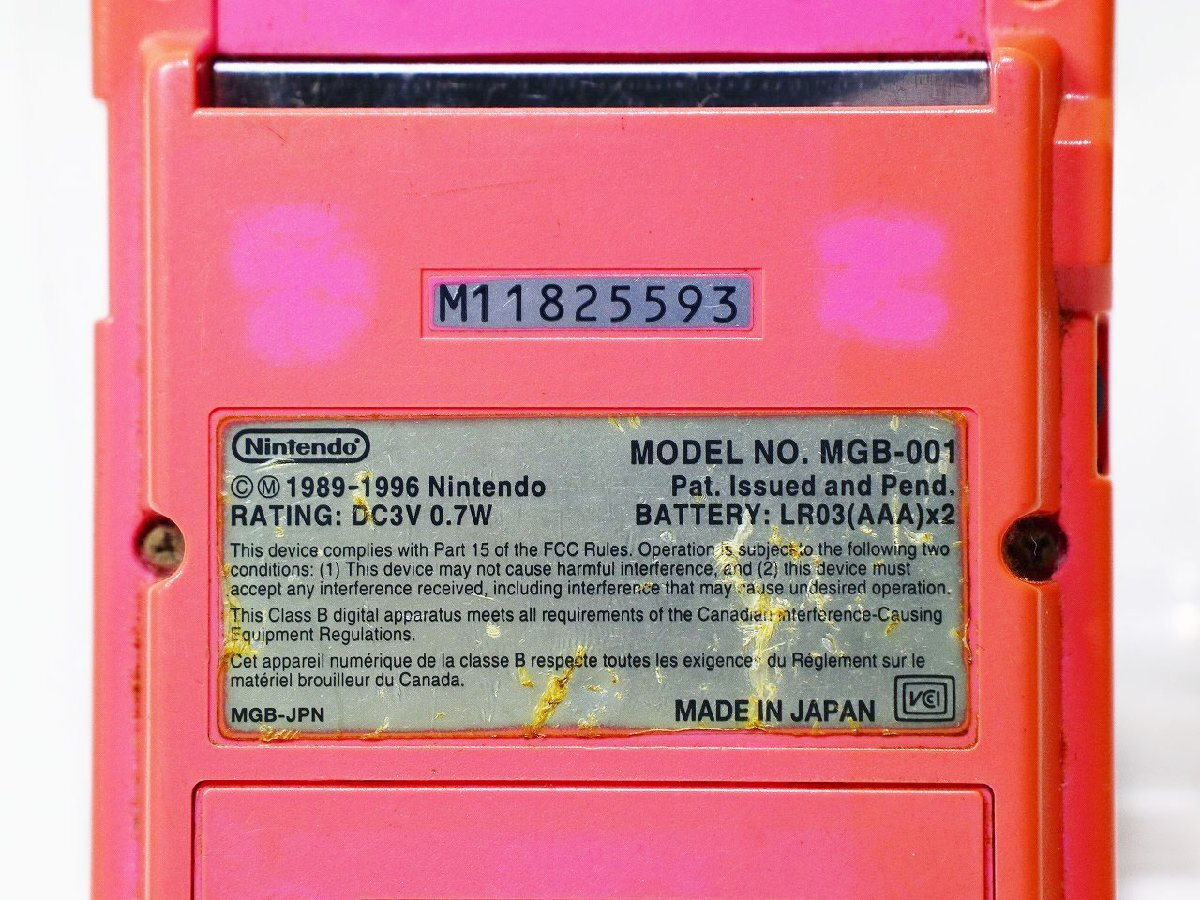 M11825593
Nintendo®
MODEL NO. MGB-001
©Ⓜ 1989-1996 Nintendo
Pat. Issued and Pend.
RATING: DC3V 0.7W
BATTERY: LR03(AAA)x2
This device complies with Part 15 of the FCC Rules. Operation is subject to the following two
conditions: (1) This device may not cause harmful interference, and (2) this device must
accept any interference received, including interference that may cause undesired operation.
This Class B digital apparatus meets all requirements of the Canadian Interference-Causing
Equipment Regulations.
Cet appareil numérique de la classe B respecte toutes les exigences du Réglement sur le
matériel brouilleur du Canada.
MGB-JPN
MADE IN JAPAN
VCI